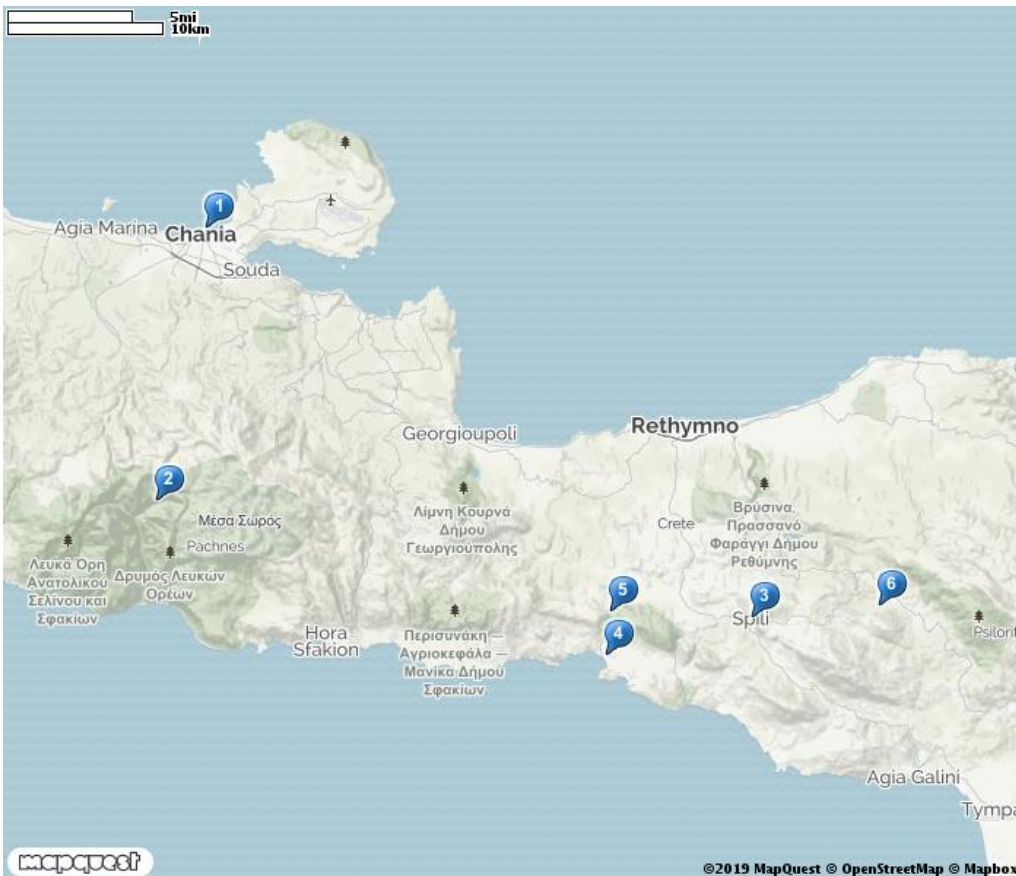 5mi
10km
1
Agia Marina
Chania
Souda
Georgioupoli
Rethymno
2
Μέσα Σωρός
Pachnes
Λίμνη Κουρνά
Δήμου
Γεωργιούπολης
Crete
Βρύσινα,
Πρασσανό
Φαράγγι Δήμου
Ρεθύμνης
Λευκά Όρη
Ανατολικού
Σελίνου και
Σφακίων
Δρυμός Λευκών
Ορέων
5
3
6
Spili
Hora
Sfakion
4
Περισυνάκη —
Αγριοκεφάλα —
Μανίκα Δήμου
Σφακίων
Psilorit
Agia Galini
Tympa
mapquest
©2019 MapQuest © OpenStreetMap © Mapbox